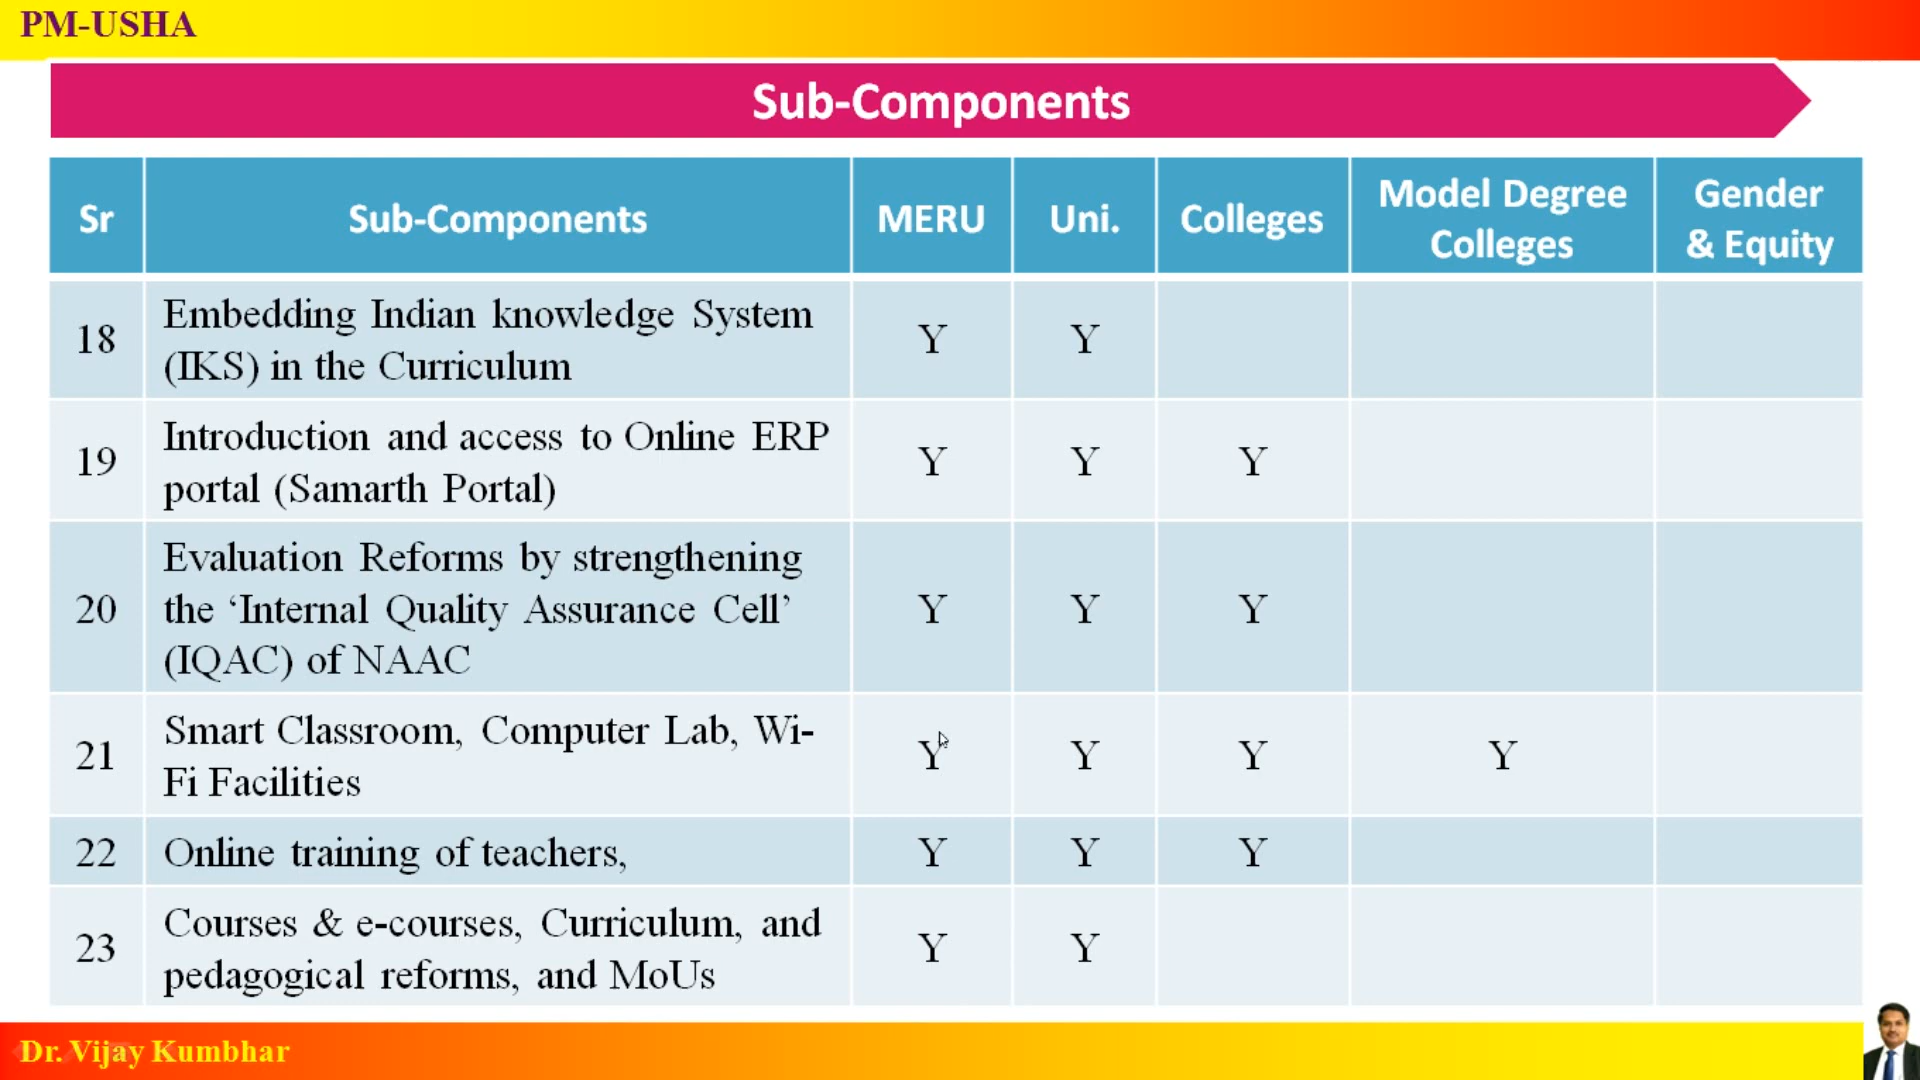 PM-USHA
Sub-Components
Sr Sub-Components MERU Uni. Colleges Model Degree Colleges Gender & Equity
18 Embedding Indian knowledge System
(IKS) in the Curriculum Y Y
19 Introduction and access to Online ERP
portal (Samarth Portal) Y Y Y
20 Evaluation Reforms by strengthening
the ‘Internal Quality Assurance Cell’
(IQAC) of NAAC Y Y Y
21 Smart Classroom, Computer Lab, Wi-
Fi Facilities Y Y Y Y
22 Online training of teachers, Y Y Y
23 Courses & e-courses, Curriculum, and
pedagogical reforms, and MoUs Y Y
Dr. Vijay Kumbhar